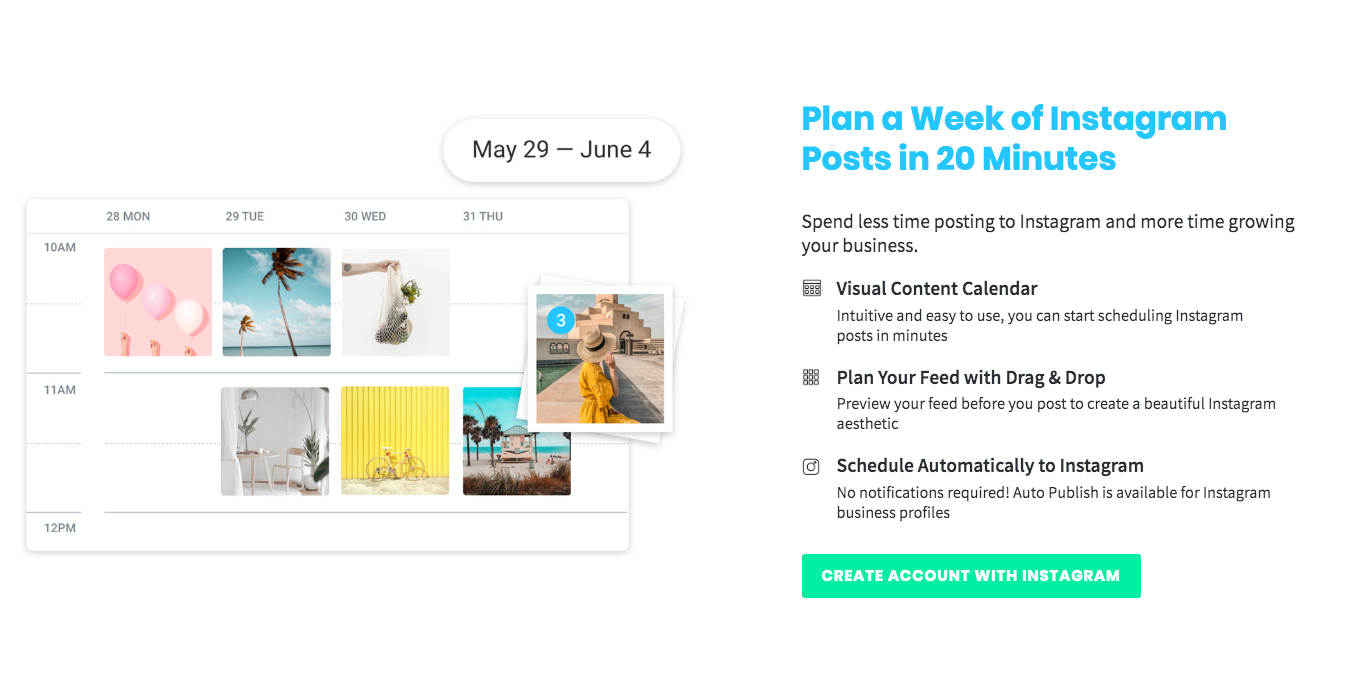 May 29 — June 4
28 MON
29 TUE
30 WED
31 THU
10AM
3
11AM
12PM
Plan a Week of Instagram
Posts in 20 Minutes
Spend less time posting to Instagram and more time growing
your business.
Visual Content Calendar
Intuitive and easy to use, you can start scheduling Instagram
posts in minutes
Plan Your Feed with Drag & Drop
Preview your feed before you post to create a beautiful Instagram
aesthetic
Schedule Automatically to Instagram
No notifications required! Auto Publish is available for Instagram
business profiles
CREATE ACCOUNT WITH INSTAGRAM